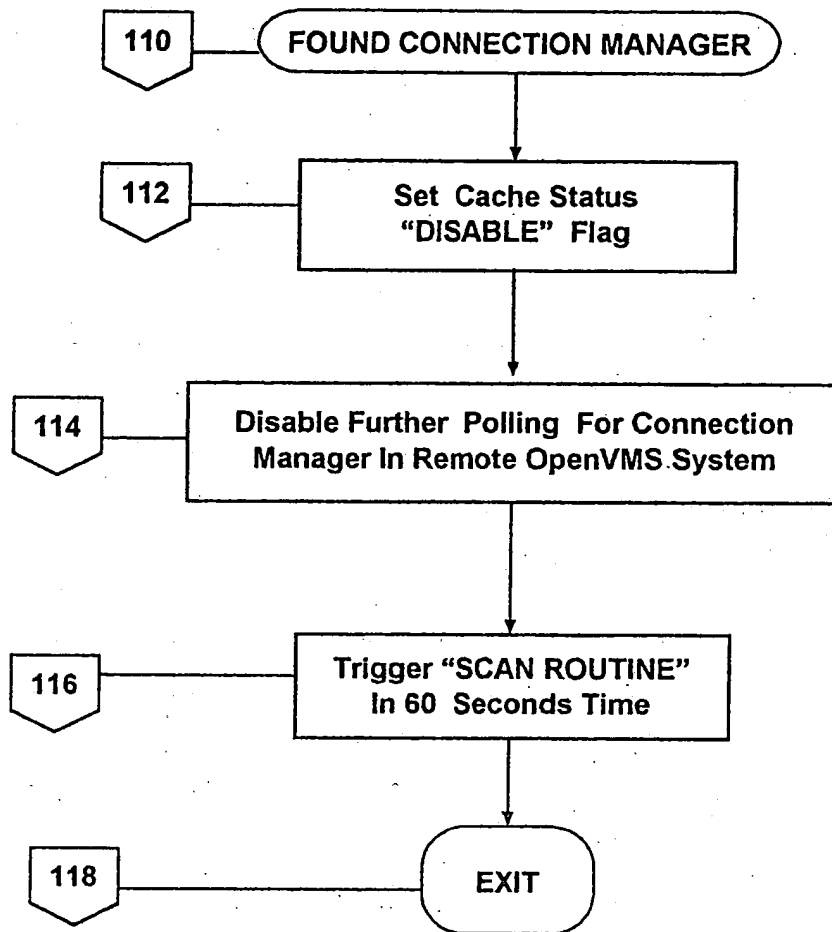 110
FOUND CONNECTION MANAGER
112
Set Cache Status
"DISABLE" Flag
114
Disable Further Polling For Connection
Manager In Remote OpenVMS System
116
Trigger "SCAN ROUTINE"
In 60 Seconds Time
118
EXIT